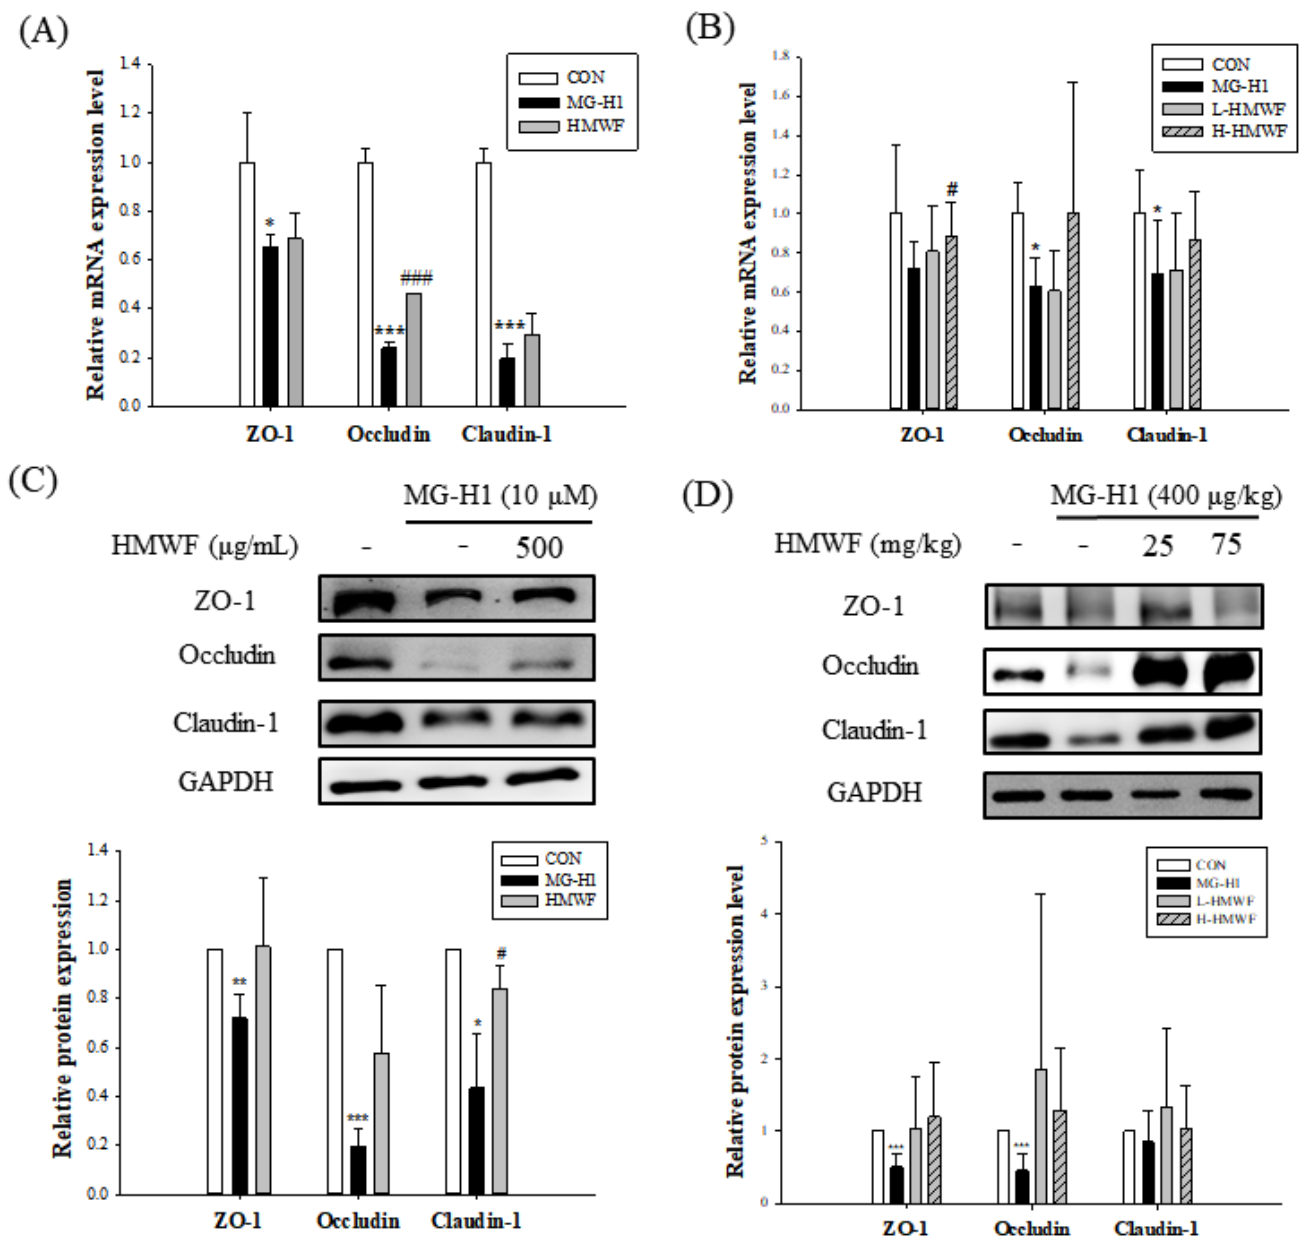 (A)
Relative mRNA expression level
1.4
1.2
1.0
0.8
0.6
0.4
0.2
0.0
CON
MG-H1
HMWF
*
***
###
***
ZO-1 Occludin Claudin-1
(B)
Relative mRNA expression level
1.8
1.6
1.4
1.2
1.0
0.8
0.6
0.4
0.2
0.0
CON
MG-H1
L-HMWF
H-HMWF
#
*
*
ZO-1 Occludin Claudin-1
(C)
MG-H1 (10 μM)
HMWF (μg/mL) - - 500
ZO-1
Occludin
Claudin-1
GAPDH
Relative protein expression
1.4
1.2
1.0
0.8
0.6
0.4
0.2
0.0
CON
MG-H1
HMWF
**
***
*
#
ZO-1 Occludin Claudin-1
(D)
MG-H1 (400 μg/kg)
HMWF (mg/kg) - - 25 75
ZO-1
Occludin
Claudin-1
GAPDH
Relative protein expression level
5
4
3
2
1
0
CON
MG-H1
L-HMWF
H-HMWF
***
***
ZO-1 Occludin Claudin-1